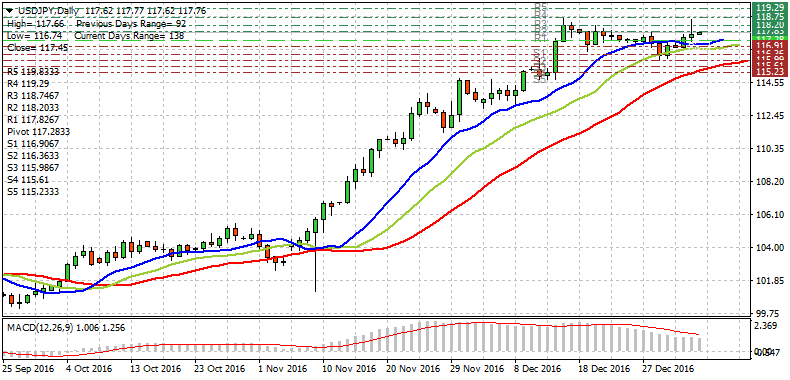 USDJPY,Daily 117.62 117.77 117.62 117.76
High= 117.66 Previous Days Range= 92
Low= 116.74 Current Days Range= 138
Close= 117.45
R5 119.8333
R4 119.29
R3 118.7467
R2 118.2033
R1 117.8267
Pivot 117.2833
S1 116.9067
S2 116.3633
S3 115.9867
S4 115.61
S5 115.2333
119.29
118.75
118.20
117.83
116.91
115.23
114.55
112.45
110.35
108.20
106.10
104.00
101.85
99.75
MACD(12,26,9) 1.006 1.256
2.369
25 Sep 2016
4 Oct 2016
13 Oct 2016
23 Oct 2016
1 Nov 2016
10 Nov 2016
20 Nov 2016
29 Nov 2016
8 Dec 2016
18 Dec 2016
27 Dec 2016